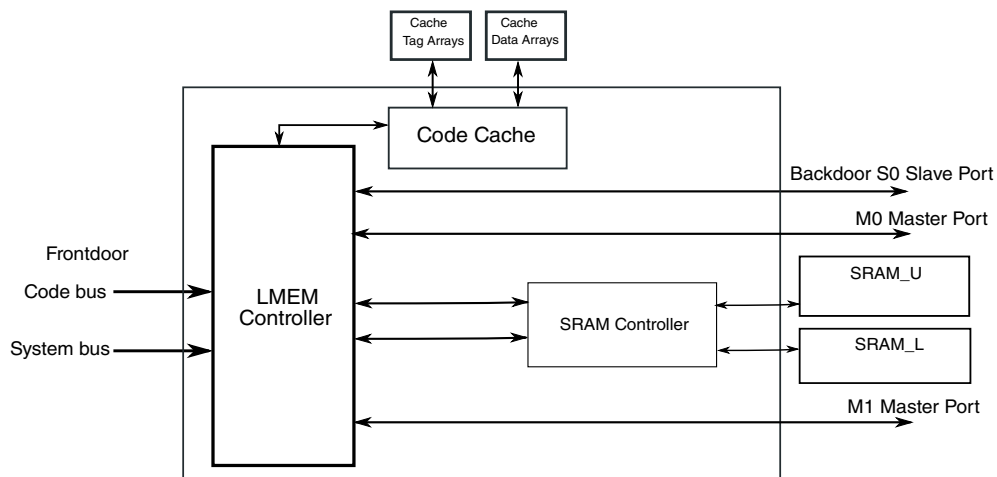 Cache
Tag Arrays
Cache
Data Arrays
Code Cache
Backdoor S0 Slave Port
M0 Master Port
Frontdoor
Code bus
System bus
LMEM
Controller
SRAM Controller
SRAM_U
SRAM_L
M1 Master Port